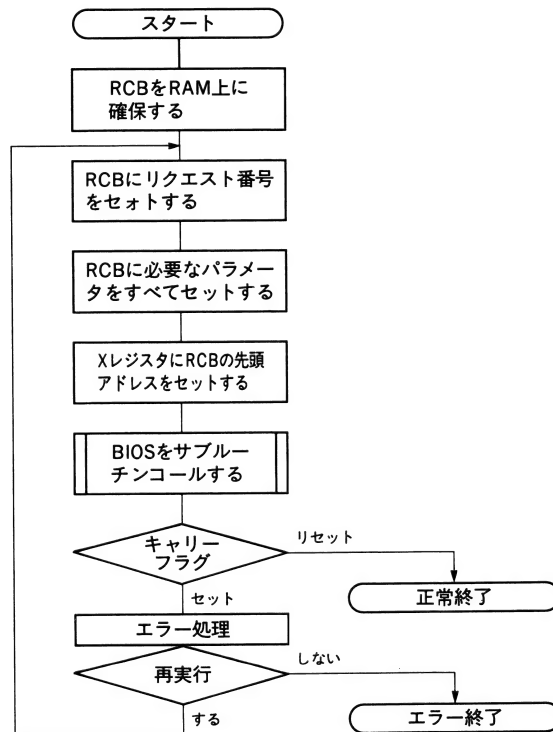 スタート
RCBをRAM上に
確保する
RCBにリクエスト番号
をセォトする
RCBに必要なパラメー
タをすべてセットする
XレジスタにRCBの先頭
アドレスをセットする
BIOSをサブルー
チンコールする
キャリー
フラグ
リセット
正常終了
セット
エラー処理
再実行
しない
する
エラー終了